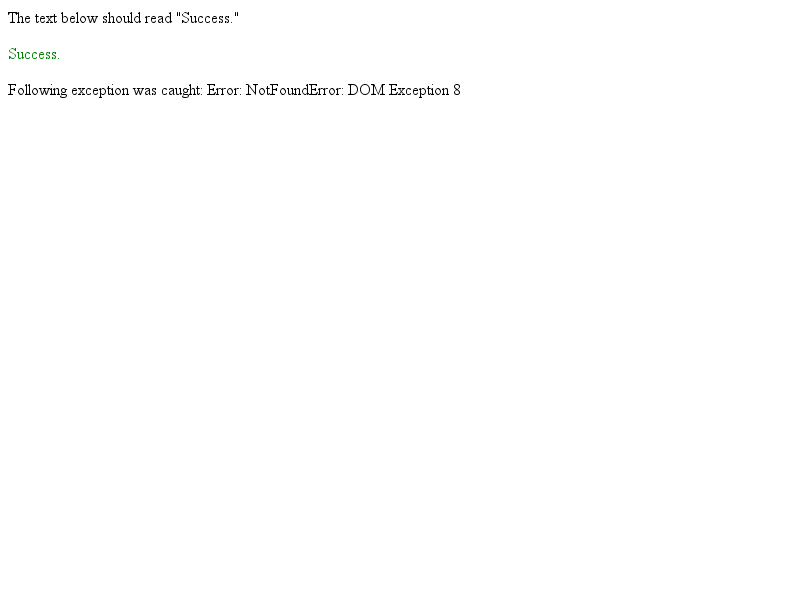 The text below should read "Success."
Success.
Following exception was caught: Error: NotFoundError: DOM Exception 8